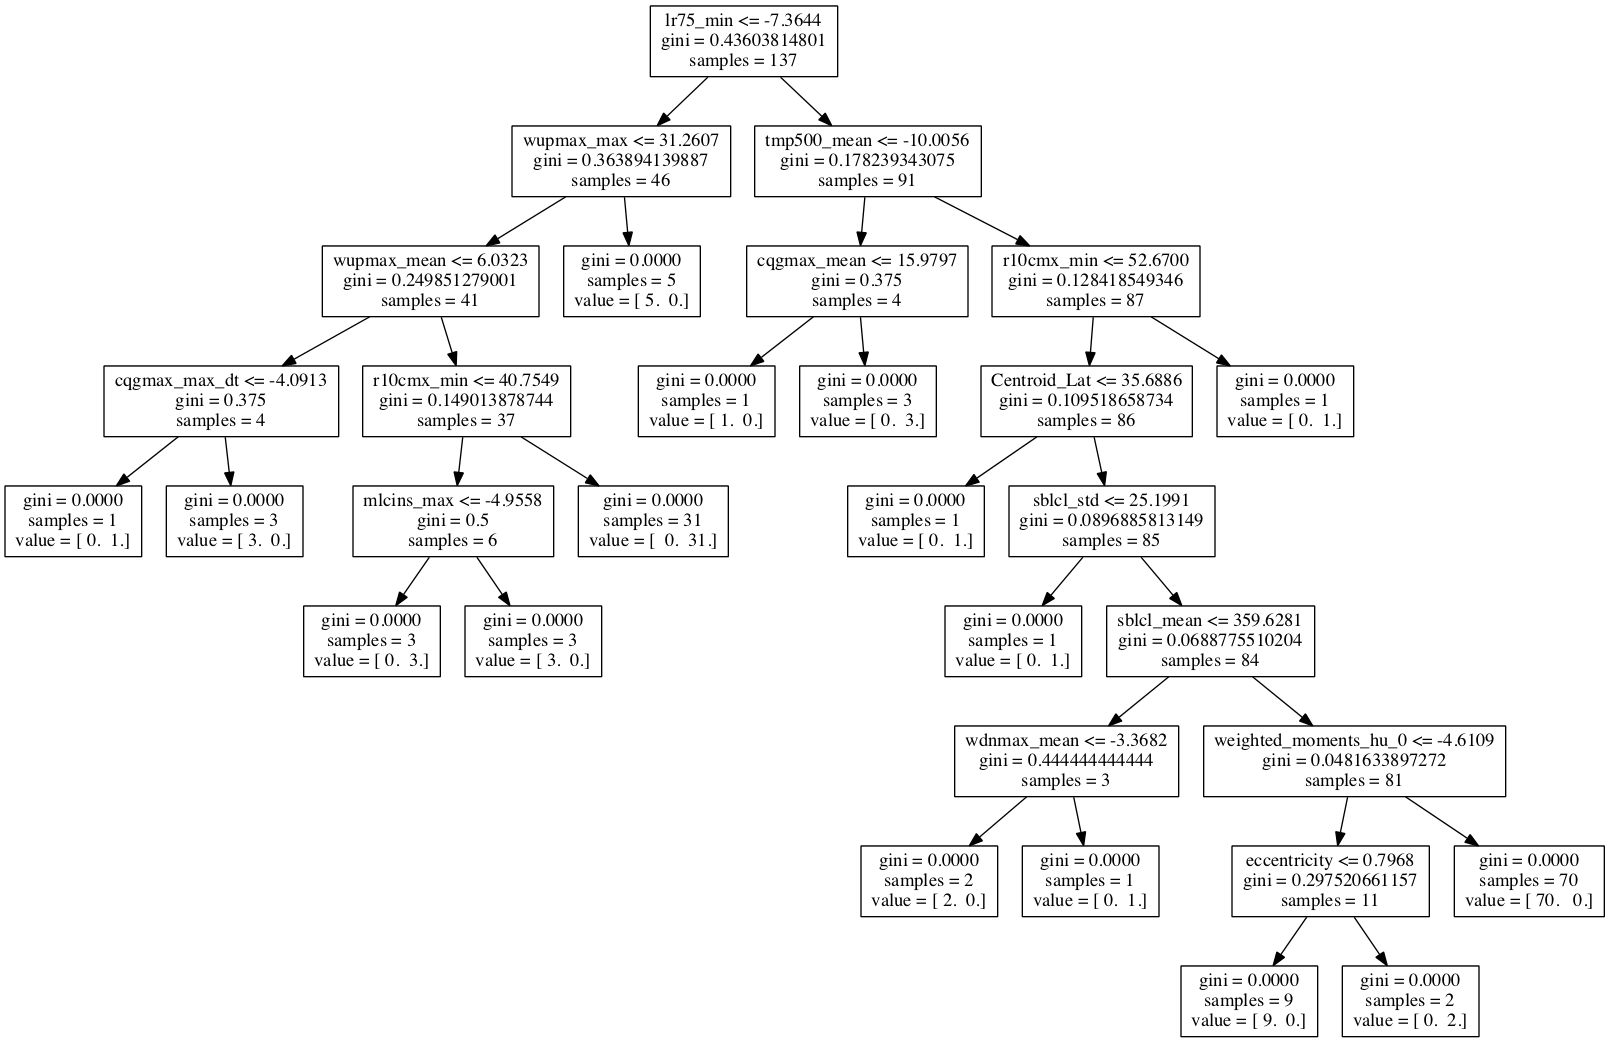 lr75_min <= -7.3644
gini = 0.43603814801
samples = 137
wupmax_max <= 31.2607
gini = 0.363894139887
samples = 46
tmp500_mean <= -10.0056
gini = 0.178239343075
samples = 91
wupmax_mean <= 6.0323
gini = 0.249851279001
samples = 41
gini = 0.0000
samples = 5
value = [ 5. 0.]
cqgmax_mean <= 15.9797
gini = 0.375
samples = 4
r10cmx_min <= 52.6700
gini = 0.128418549346
samples = 87
cqgmax_max_dt <= -4.0913
gini = 0.375
samples = 4
r10cmx_min <= 40.7549
gini = 0.149013878744
samples = 37
gini = 0.0000
samples = 1
value = [ 1. 0.]
gini = 0.0000
samples = 3
value = [ 0. 3.]
Centroid_Lat <= 35.6886
gini = 0.109518658734
samples = 86
gini = 0.0000
samples = 1
value = [ 0. 1.]
gini = 0.0000
samples = 1
value = [ 0. 1.]
gini = 0.0000
samples = 3
value = [ 3. 0.]
mlcins_max <= -4.9558
gini = 0.5
samples = 6
gini = 0.0000
samples = 31
value = [ 0. 31.]
gini = 0.0000
samples = 1
value = [ 0. 1.]
sblcl_std <= 25.1991
gini = 0.0896885813149
samples = 85
gini = 0.0000
samples = 3
value = [ 0. 3.]
gini = 0.0000
samples = 3
value = [ 3. 0.]
gini = 0.0000
samples = 1
value = [ 0. 1.]
sblcl_mean <= 359.6281
gini = 0.0688775510204
samples = 84
wdnmax_mean <= -3.3682
gini = 0.444444444444
samples = 3
weighted_moments_hu_0 <= -4.6109
gini = 0.0481633897272
samples = 81
gini = 0.0000
samples = 2
value = [ 2. 0.]
gini = 0.0000
samples = 1
value = [ 0. 1.]
eccentricity <= 0.7968
gini = 0.297520661157
samples = 11
gini = 0.0000
samples = 70
value = [ 70. 0.]
gini = 0.0000
samples = 9
value = [ 9. 0.]
gini = 0.0000
samples = 2
value = [ 0. 2.]